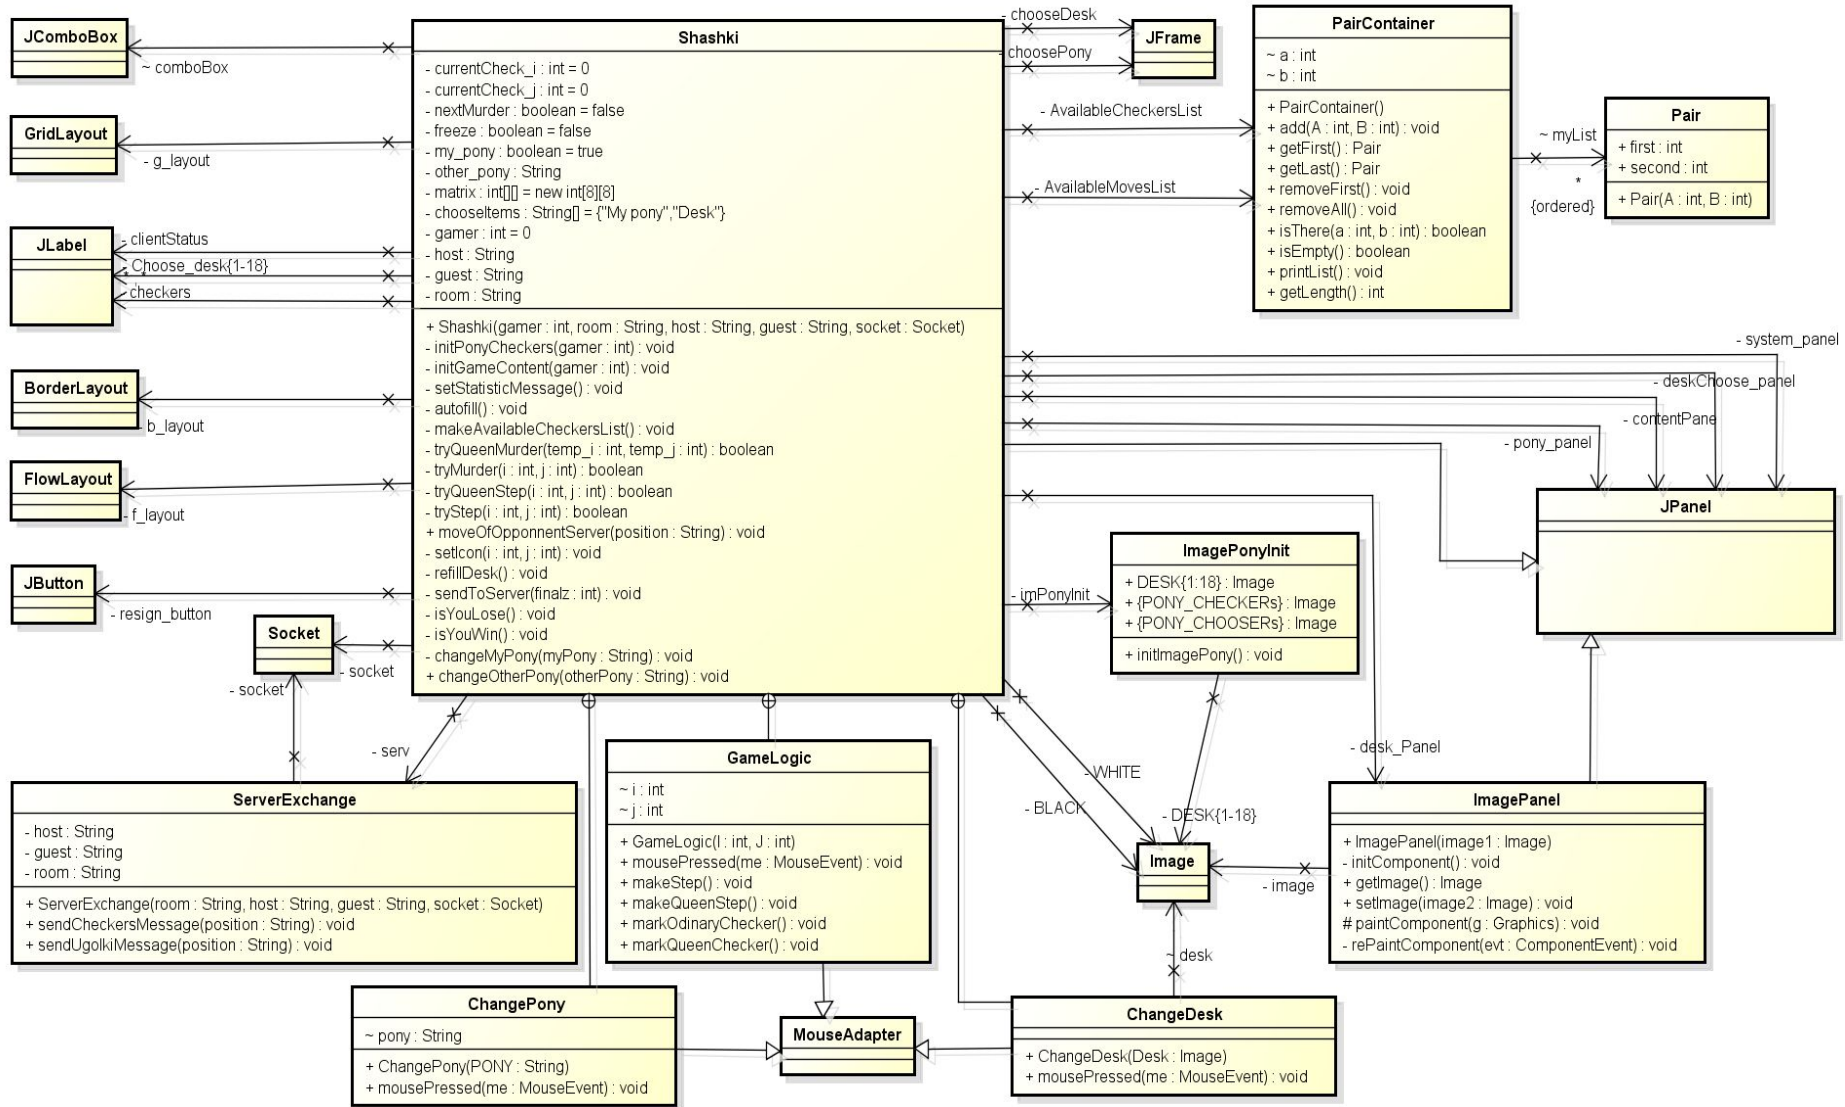 JComboBox
~ comboBox
GridLayout
- g_layout
JLabel
- clientStatus
- Choose_desk{1-18}
* *
- checkers
BorderLayout
- b_layout
FlowLayout
- f_layout
JButton
- resign_button
Socket
- socket
- socket
Shashki
- currentCheck_i : int = 0
- currentCheck_j : int = 0
- nextMurder : boolean = false
- freeze : boolean = false
- my_pony : boolean = true
- other_pony : String
- matrix : int[][] = new int[8][8]
- chooseItems : String[] = {"My pony","Desk"}
- gamer : int = 0
- host : String
- guest : String
- room : String
+ Shashki(gamer : int, room : String, host : String, guest : String, socket : Socket)
- initPonyCheckers(gamer : int) : void
- initGameContent(gamer : int) : void
- setStatisticMessage() : void
- autofill() : void
- makeAvailableCheckersList() : void
- tryQueenMurder(temp_i : int, temp_j : int) : boolean
- tryMurder(i : int, j : int) : boolean
- tryQueenStep(i : int, j : int) : boolean
- tryStep(i : int, j : int) : boolean
+ moveOfOpponnentServer(position : String) : void
- setIcon(i : int, j : int) : void
- refillDesk() : void
- sendToServer(finalz : int) : void
- isYouLose() : void
- isYouWin() : void
- changeMyPony(myPony : String) : void
+ changeOtherPony(otherPony : String) : void
- chooseDesk
- choosePony
JFrame
- AvailableCheckersList
- AvailableMovesList
PairContainer
~ a : int
~ b : int
+ PairContainer()
+ add(A : int, B : int) : void
+ getFirst() : Pair
+ getLast() : Pair
+ removeFirst() : void
+ removeAll() : void
+ isThere(a : int, b : int) : boolean
+ isEmpty() : boolean
+ printList() : void
+ getLength() : int
~ myList
*
{ordered}
Pair
+ first : int
+ second : int
+ Pair(A : int, B : int)
- system_panel
- deskChoose_panel
- contentPane
- pony_panel
JPanel
- imPonyInit
ImagePonyInit
+ DESK{1:18} : Image
+ {PONY_CHECKERs} : Image
+ {PONY_CHOOSERs} : Image
+ initImagePony() : void
- serv
- WHITE
- BLACK
- DESK{1-18}
- desk_Panel
ServerExchange
- host : String
- guest : String
- room : String
+ ServerExchange(room : String, host : String, guest : String, socket : Socket)
+ sendCheckersMessage(position : String) : void
+ sendUgolkiMessage(position : String) : void
GameLogic
~ i : int
~ j : int
+ GameLogic(I : int, J : int)
+ mousePressed(me : MouseEvent) : void
+ makeStep() : void
+ makeQueenStep() : void
+ markOdinaryChecker() : void
+ markQueenChecker() : void
Image
- image
~ desk
ImagePanel
+ ImagePanel(image1 : Image)
- initComponent() : void
+ getImage() : Image
+ setImage(image2 : Image) : void
# paintComponent(g : Graphics) : void
- rePaintComponent(evt : ComponentEvent) : void
ChangePony
~ pony : String
+ ChangePony(PONY : String)
+ mousePressed(me : MouseEvent) : void
MouseAdapter
ChangeDesk
+ ChangeDesk(Desk : Image)
+ mousePressed(me : MouseEvent) : void